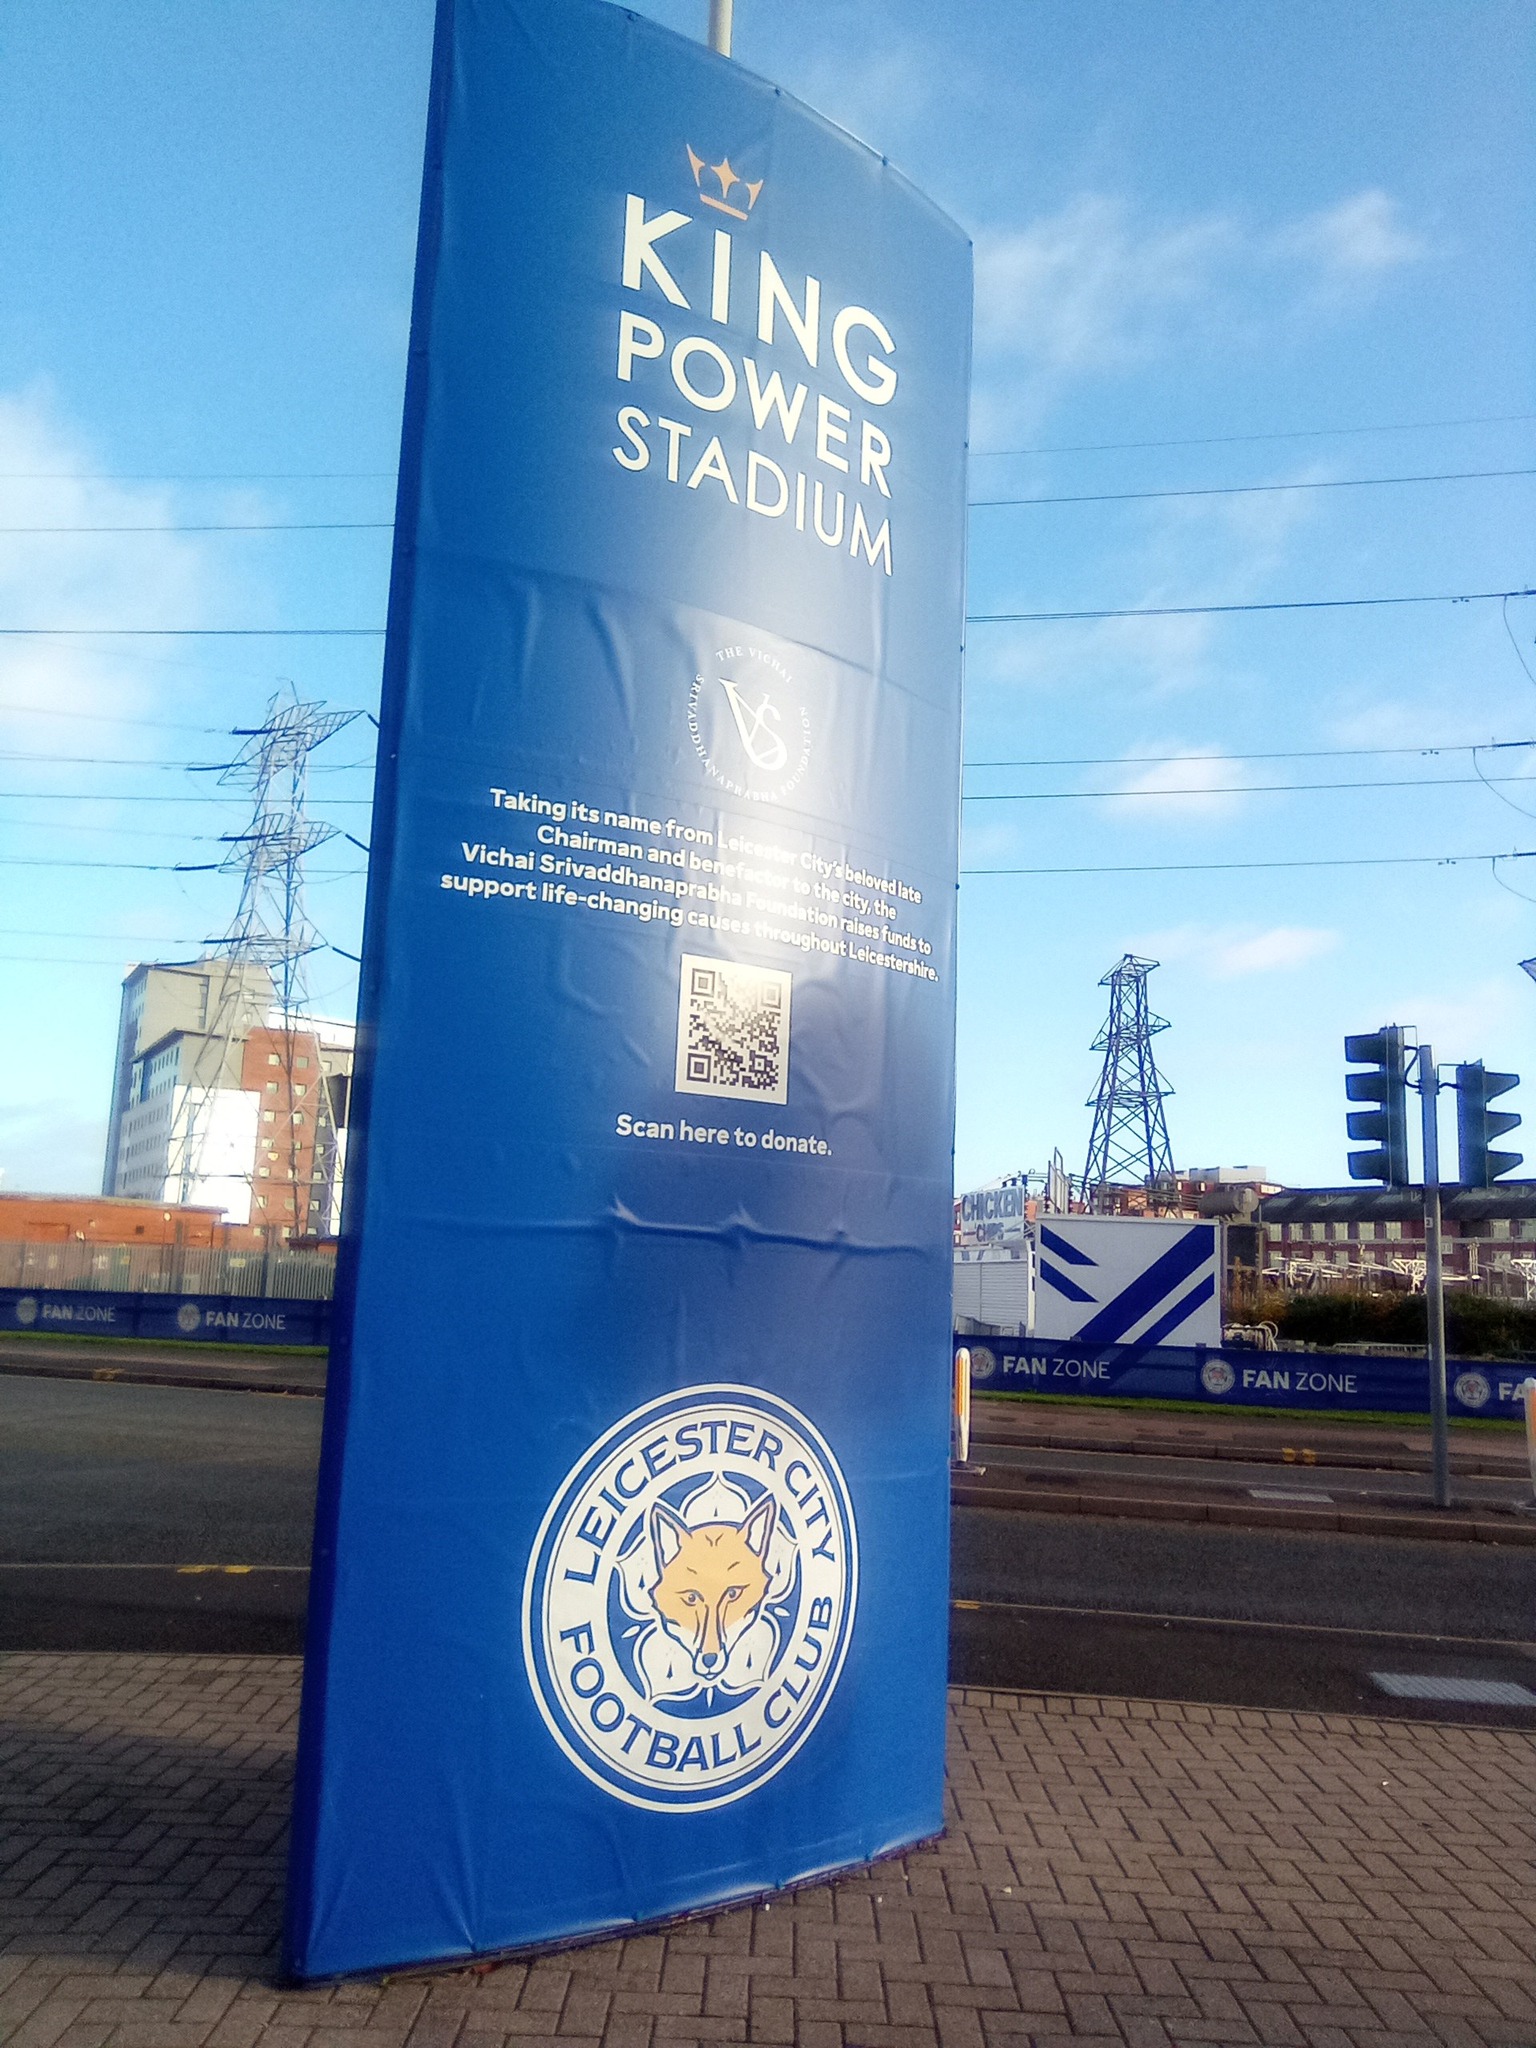 KING
POWER
STADIUM
THE VICHAI
SRIVADDHANAPRABHA FOUNDATION
VS
Taking its name from Leicester City's beloved late
Chairman and benefactor to the city, the
Vichai Srivaddhanaprabha Foundation raises funds to
support life-changing causes throughout Leicestershire.
Scan here to donate.
LEICESTER CITY
FOOTBALL CLUB
CHICKEN
CHIPS
FAN ZONE
FAN ZONE
FAN ZONE
FAN ZONE
FA